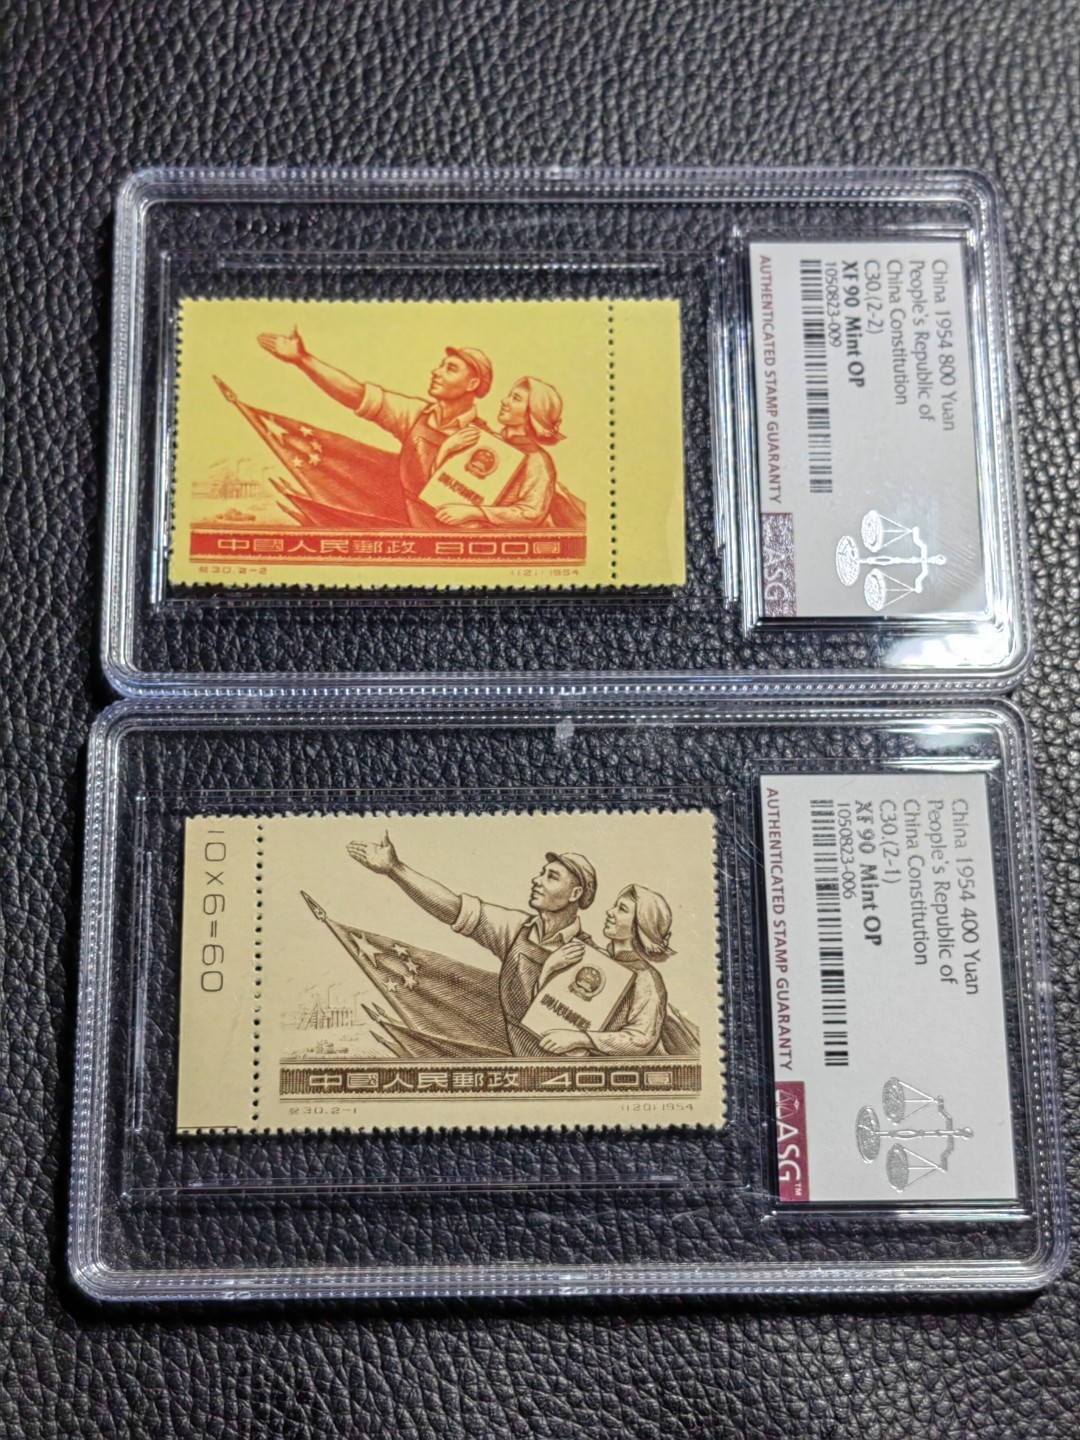 中國人民郵政 800圓
紀30.2-2
(121)1954
China 1954 800 Yuan
People's Republic of
China Constitution
C30,(2-2)
XF 90 Mint OP
1050823-009
AUTHENTICATED STAMP GUARANTY
ASG
10X6=60
中國人民郵政 400圓
紀30.2-1
(120)1954
China 1954 400 Yuan
People's Republic of
China Constitution
C30,(2-1)
XF 90 Mint OP
1050823-006
AUTHENTICATED STAMP GUARANTY
ASG™